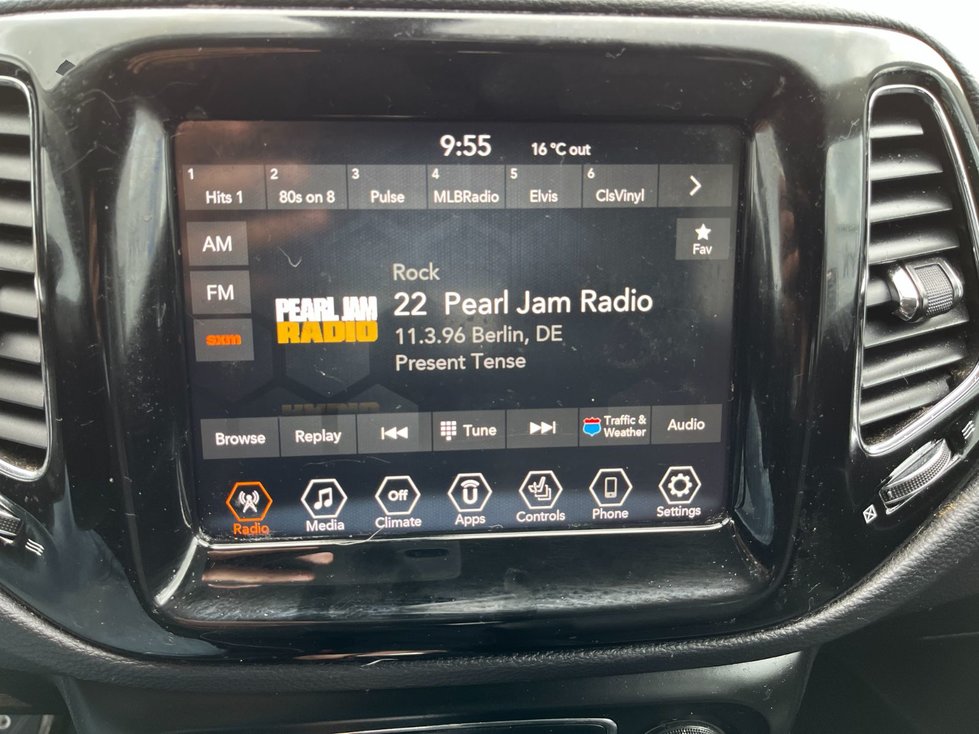 9:55 16 °C out
1 Hits 1
2 80s on 8
3 Pulse
4 MLBRadio
5 Elvis
6 ClsVinyl
AM
Fav
FM
sxm
PEARL JAM
RADIO
Rock
22 Pearl Jam Radio
11.3.96 Berlin, DE
Present Tense
Browse
Replay
Tune
Traffic &
Weather
Audio
Radio
Media
Off
Climate
Apps
Controls
Phone
Settings